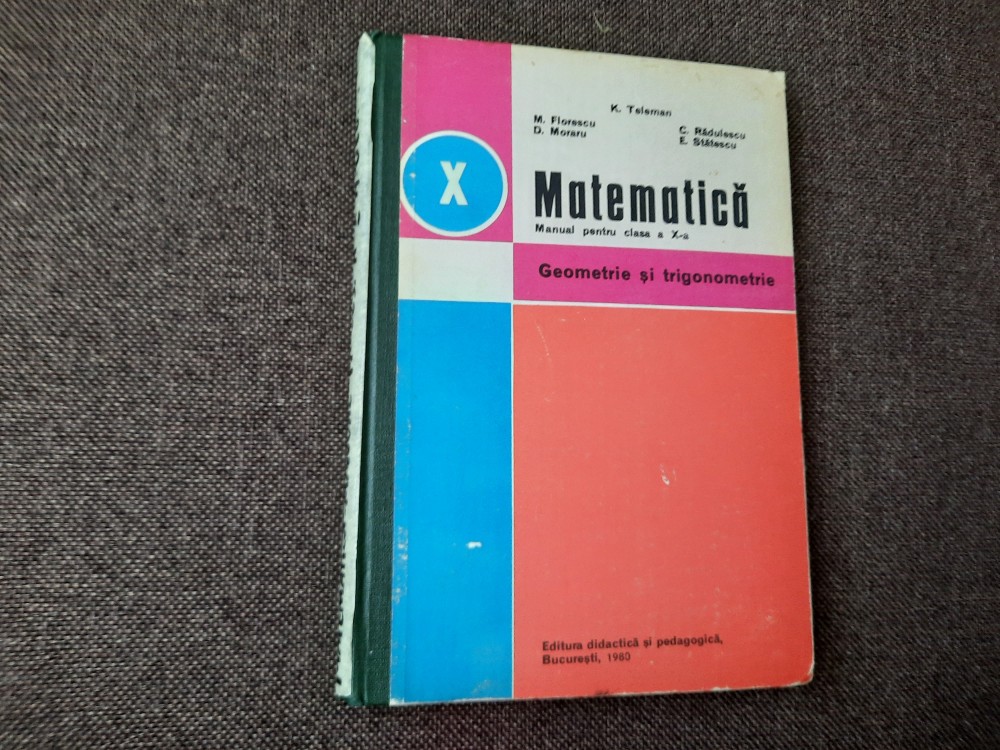 K. Teleman
M. Florescu
D. Moraru
C. Rădulescu
E. Stătescu
X
Matematică
Manual pentru clasa a X-a
Geometrie și trigonometrie
Editura didactică și pedagogică,
București, 1980